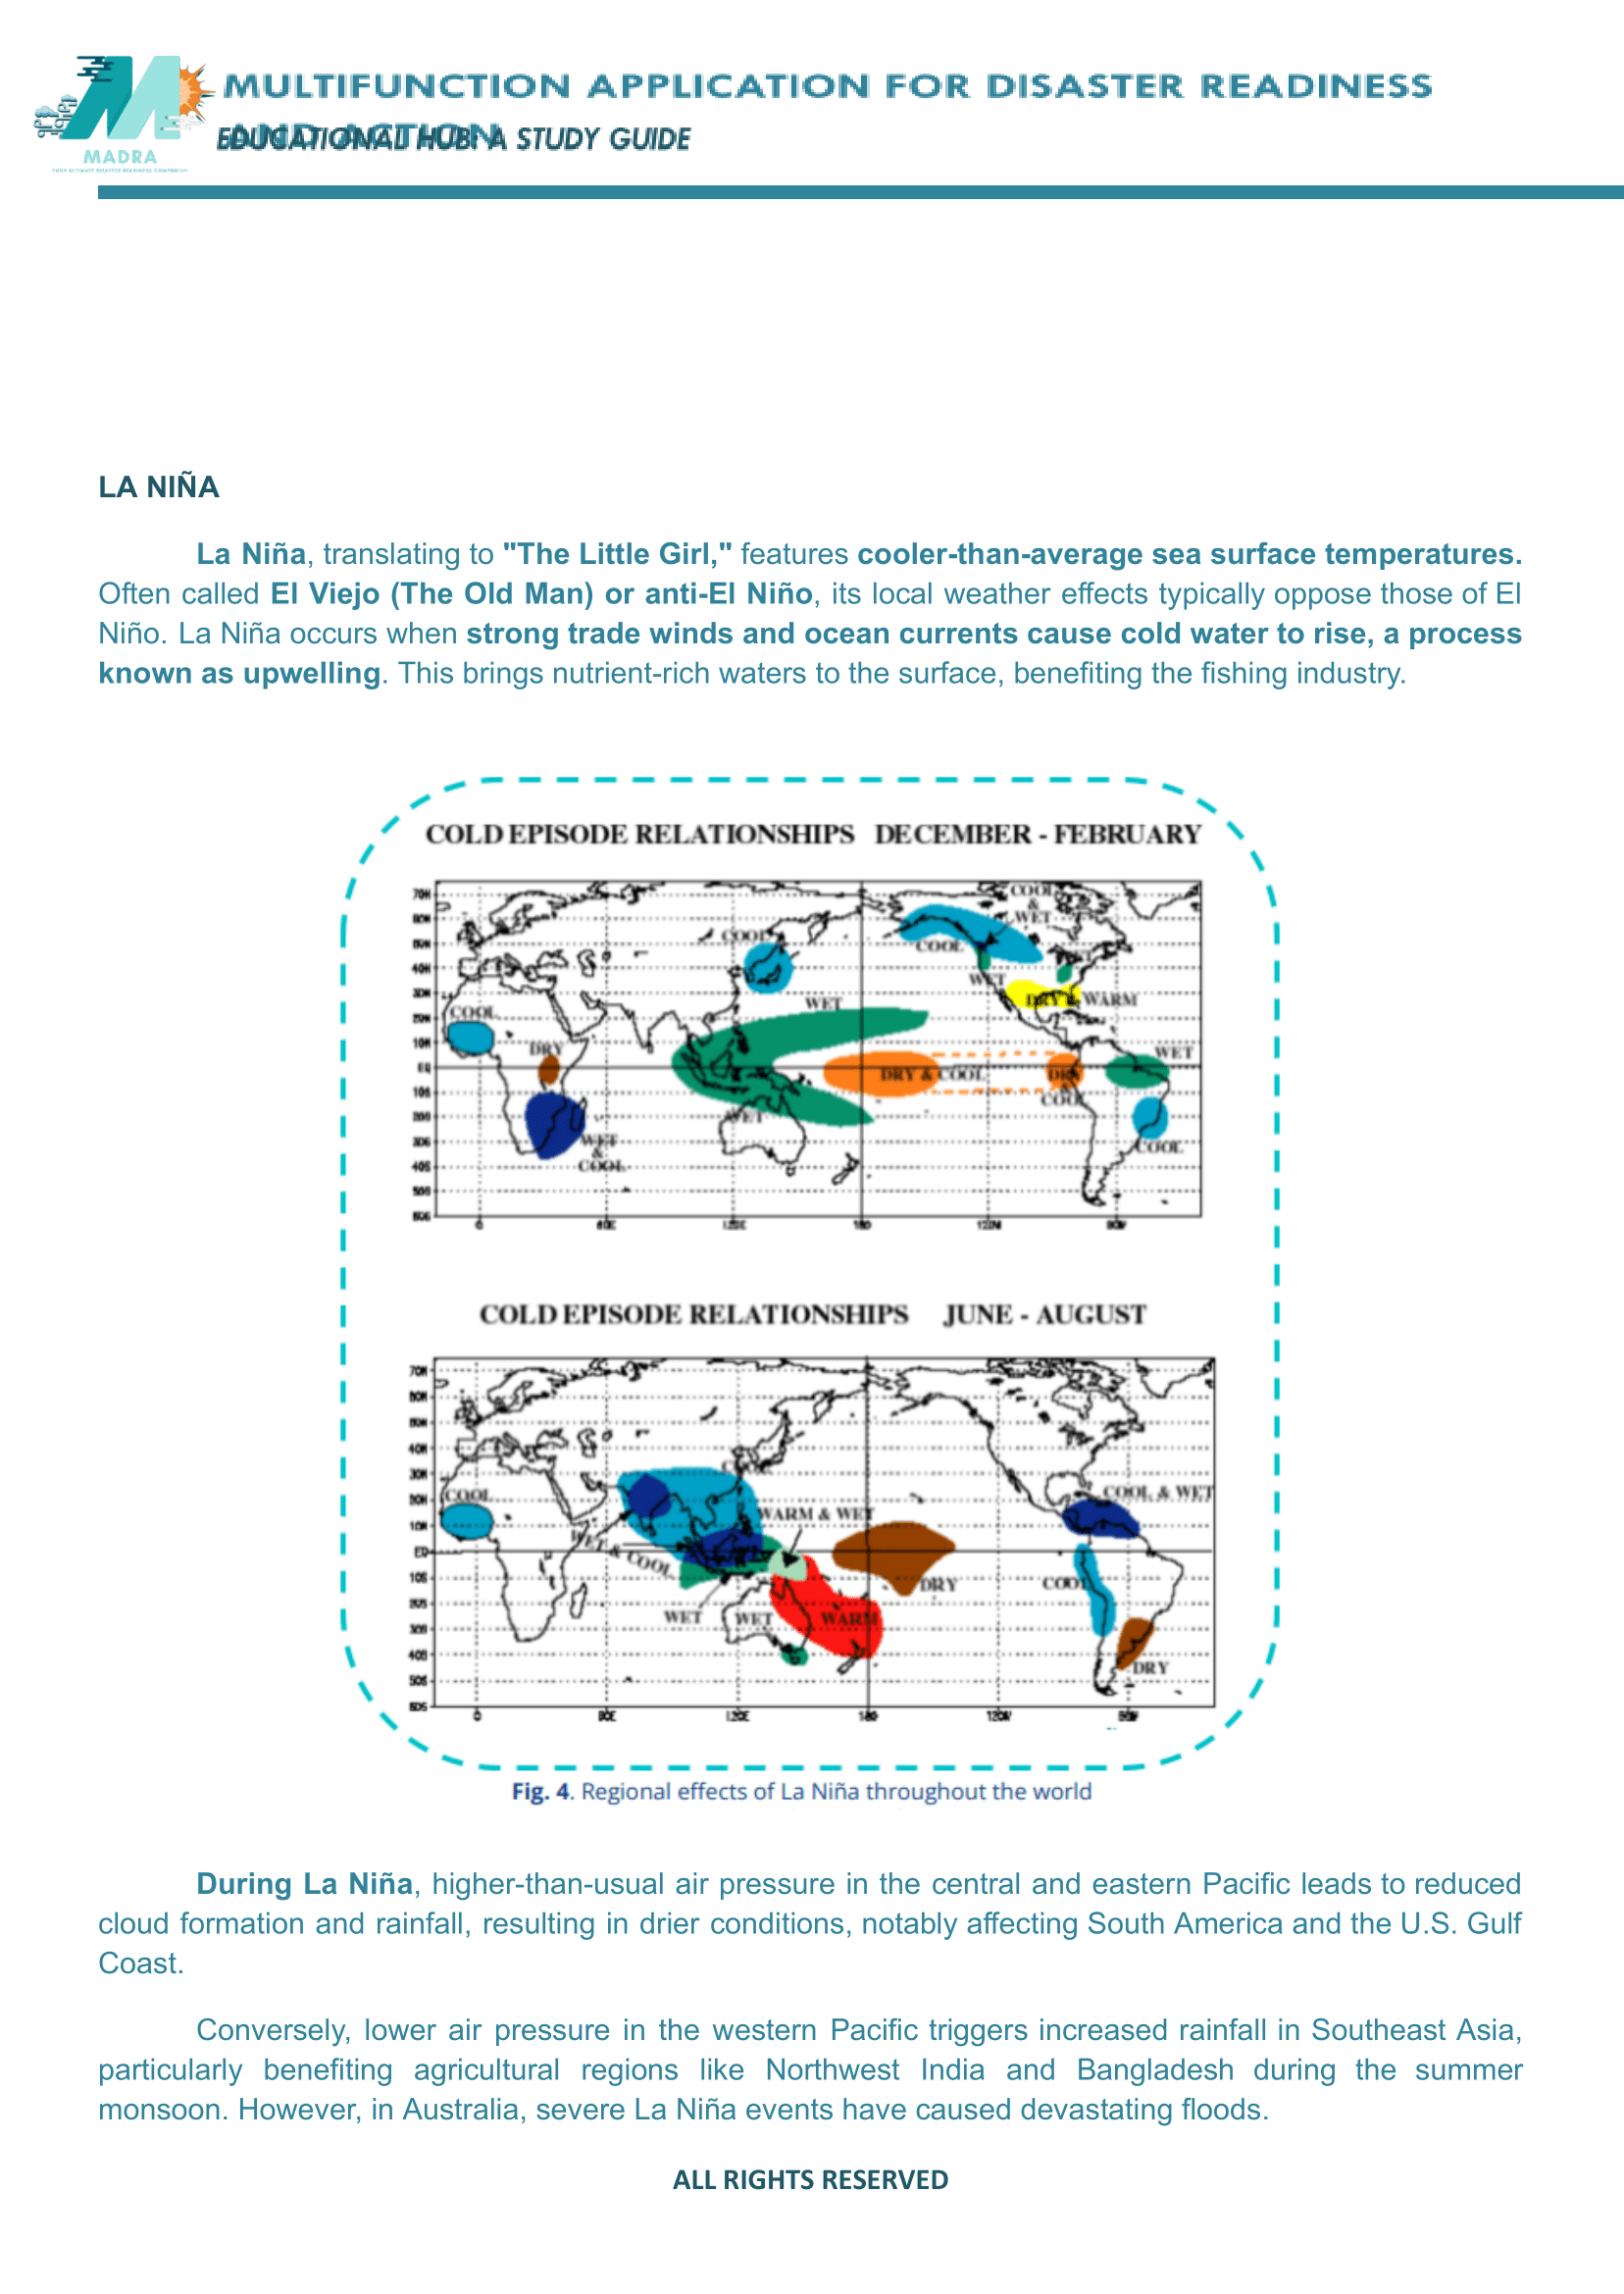 MULTIFUNCTION APPLICATION FOR DISASTER READINESS
AND ACTION
EDUCATIONAL HUB: A STUDY GUIDE
MADRA
YOUR ULTIMATE DISASTER READINESS COMPANION
LA NIÑA
La Niña, translating to "The Little Girl," features cooler-than-average sea surface temperatures.
Often called El Viejo (The Old Man) or anti-El Niño, its local weather effects typically oppose those of El
Niño. La Niña occurs when strong trade winds and ocean currents cause cold water to rise, a process
known as upwelling. This brings nutrient-rich waters to the surface, benefiting the fishing industry.
COLD EPISODE RELATIONSHIPS DECEMBER - FEBRUARY
70N
60N
50N
40N
30N
20N
10N
EQ
10S
20S
30S
40S
50S
60S
COOL
&
WET
COOL
COOL
WET
WET
DRY & WARM
WET
COOL
DRY
WET
DRY & COOL
DRY
&
COOL
WET
WET
&
COOL
COOL
0
60E
120E
180
120W
60W
COLD EPISODE RELATIONSHIPS JUNE - AUGUST
70N
60N
50N
40N
30N
20N
10N
EQ
10S
20S
30S
40S
50S
60S
COOL
COOL
COOL & WET
WARM & WET
WET & COOL
DRY
COOL
WET
WET
WARM
DRY
0
60E
120E
180
120W
60W
Fig. 4. Regional effects of La Niña throughout the world
During La Niña, higher-than-usual air pressure in the central and eastern Pacific leads to reduced
cloud formation and rainfall, resulting in drier conditions, notably affecting South America and the U.S. Gulf
Coast.
Conversely, lower air pressure in the western Pacific triggers increased rainfall in Southeast Asia,
particularly benefiting agricultural regions like Northwest India and Bangladesh during the summer
monsoon. However, in Australia, severe La Niña events have caused devastating floods.
ALL RIGHTS RESERVED